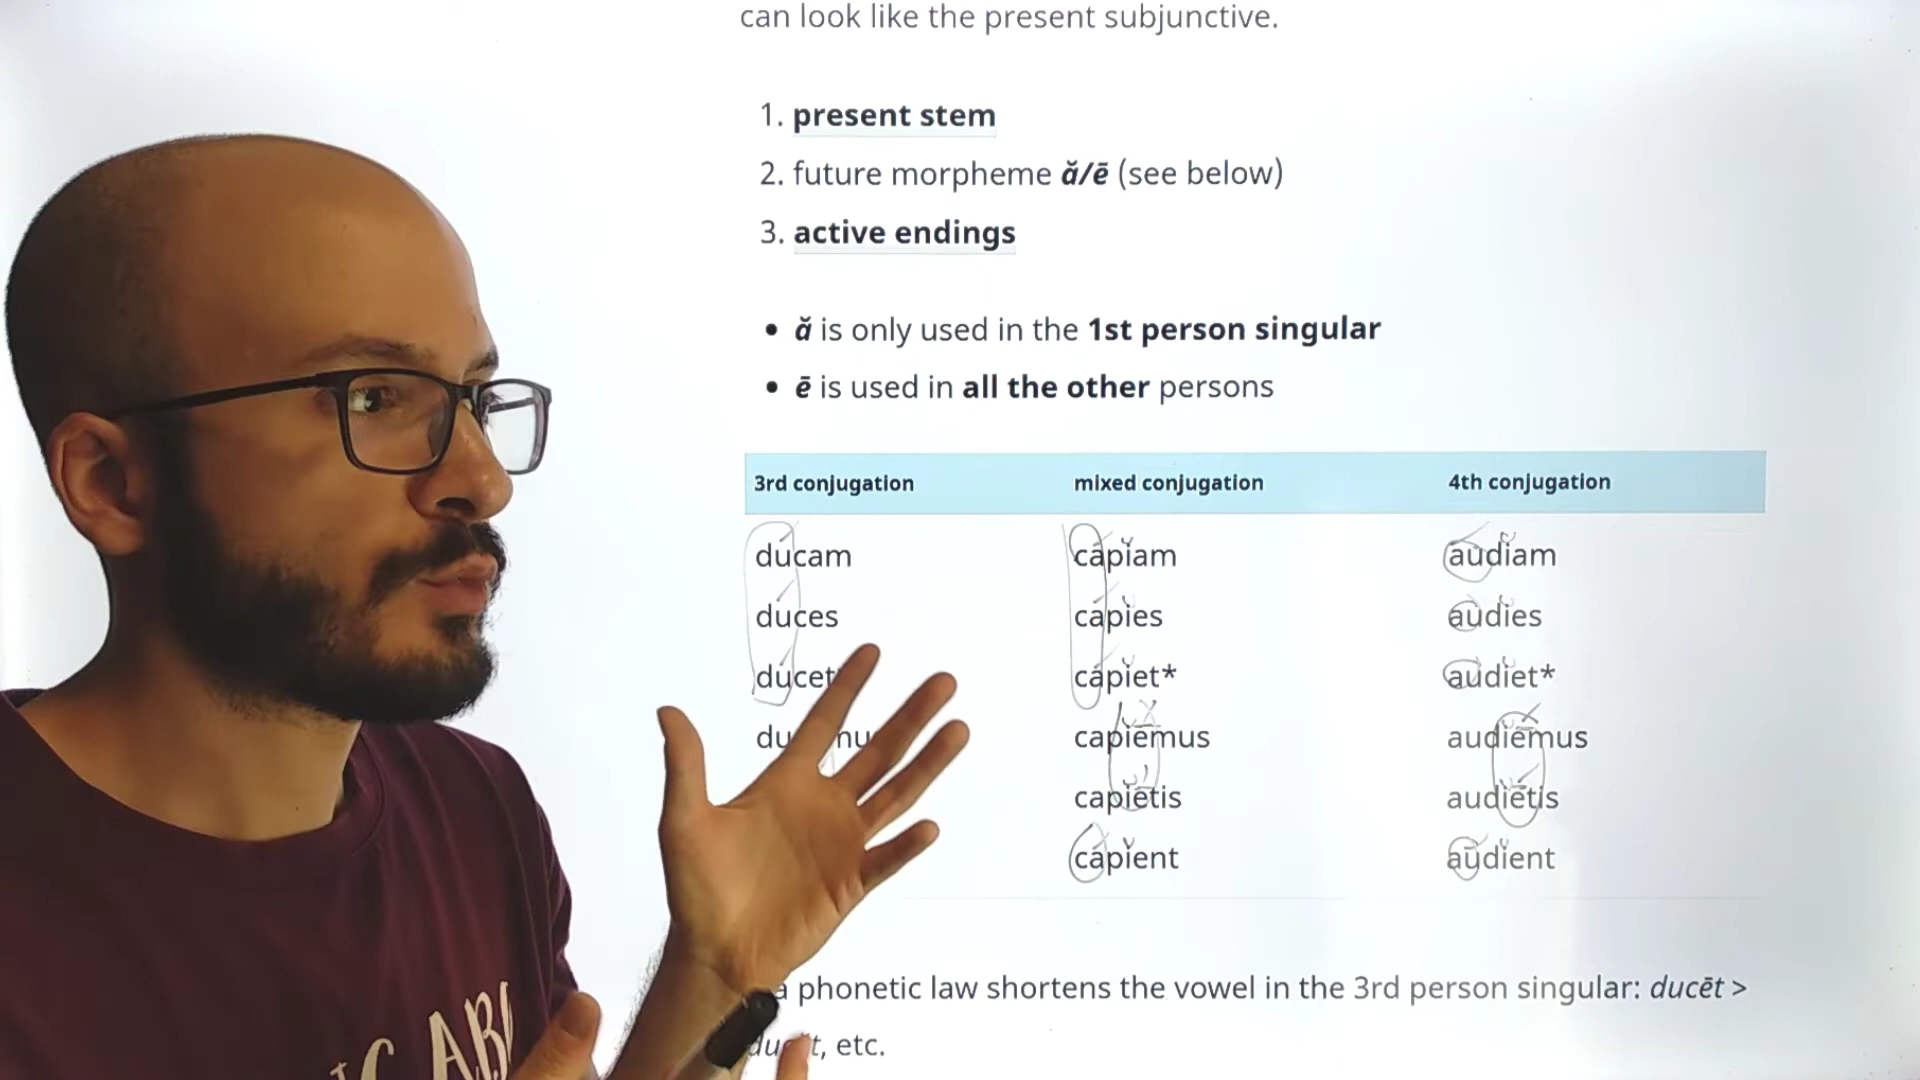 can look like the present subjunctive.
1. present stem
2. future morpheme ă/ē (see below)
3. active endings
• ă is only used in the 1st person singular
• ē is used in all the other persons
3rd conjugation mixed conjugation 4th conjugation
ducam capiam audiam
duces capies audies
ducet capiet* audiet*
capiemus audiemus
capietis audietis
capient audient
a phonetic law shortens the vowel in the 3rd person singular: ducēt >
etc.